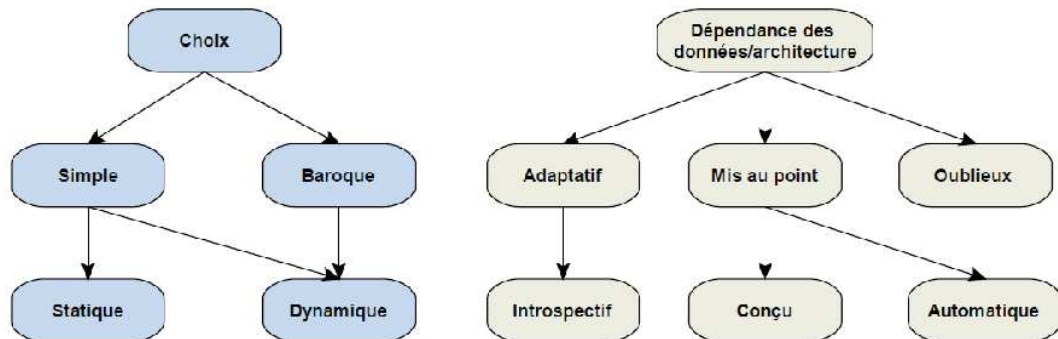 Choix
Dépendance des
données/architecture
Simple
Baroque
Adaptatif
Mis au point
Oublieux
Statique
Dynamique
Introspectif
Conçu
Automatique